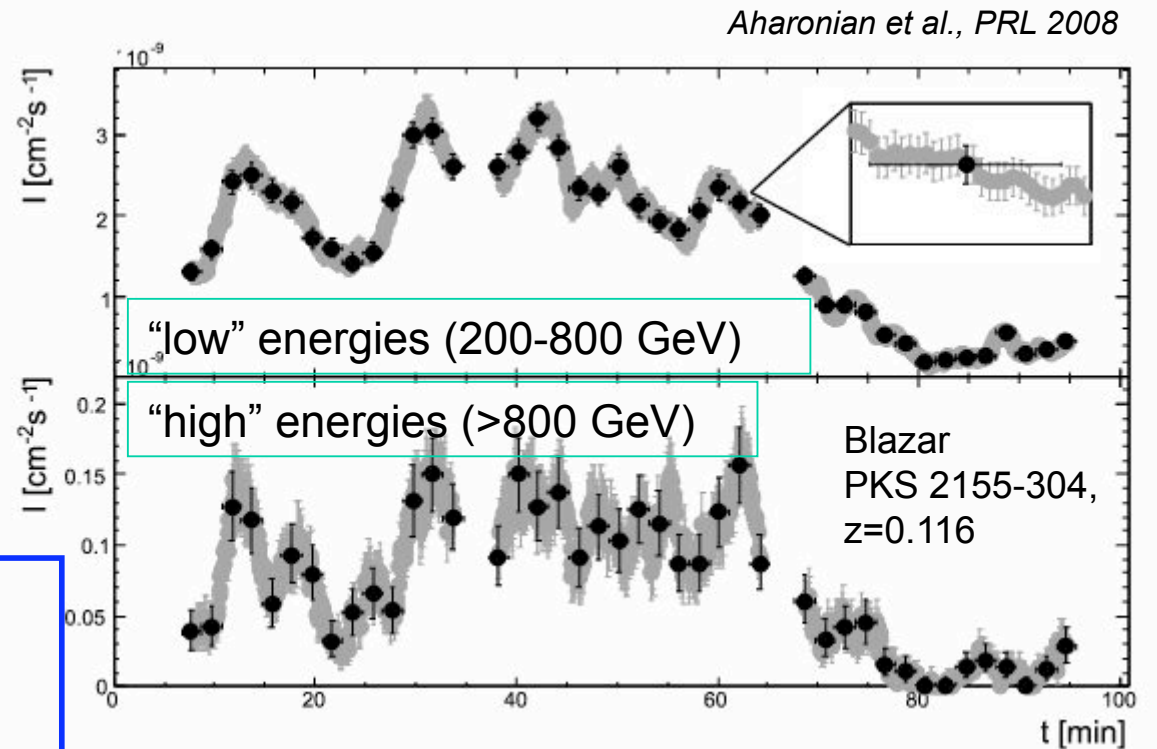 Aharonian et al., PRL 2008
10⁻⁹
I [cm⁻²s⁻¹]
3
2
1
“low” energies (200-800 GeV)
10⁻⁹
I [cm⁻²s⁻¹]
0.2
“high” energies (>800 GeV)
0.15
0.1
0.05
0
Blazar
PKS 2155-304,
z=0.116
0 20 40 60 80 100
t [min]